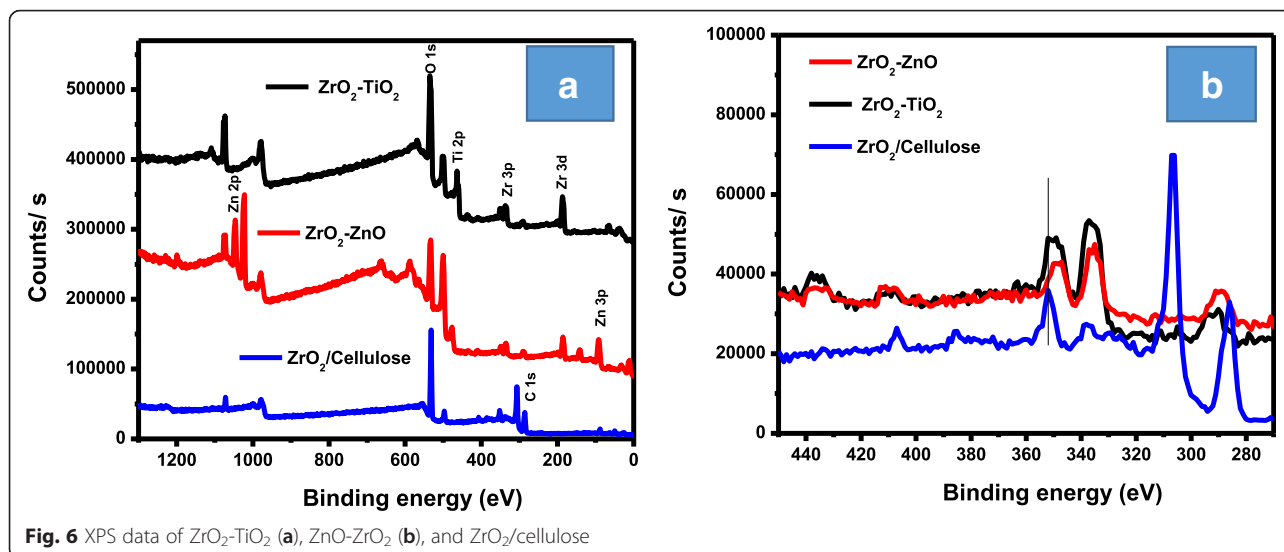 a
ZrO₂-TiO₂
O 1s
Ti 2p
Zr 3p
Zr 3d
Zn 2p
ZrO₂-ZnO
Zn 3p
ZrO₂/Cellulose
C 1s
500000
400000
300000
200000
100000
0
Counts/ s
1200 1000 800 600 400 200 0
Binding energy (eV)
b
ZrO₂-ZnO
ZrO₂-TiO₂
ZrO₂/Cellulose
100000
80000
60000
40000
20000
0
Counts/ s
440 420 400 380 360 340 320 300 280
Binding energy (eV)
Fig. 6 XPS data of ZrO₂-TiO₂ (a), ZnO-ZrO₂ (b), and ZrO₂/cellulose